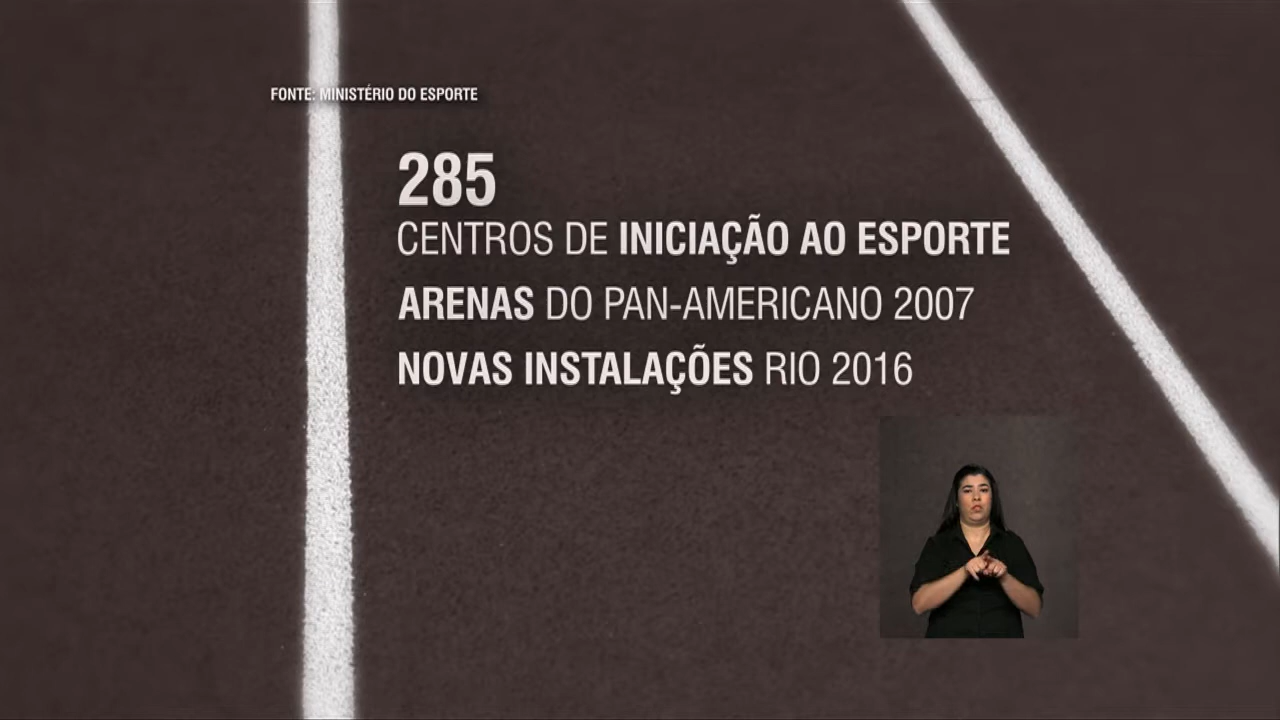 FONTE: MINISTÉRIO DO ESPORTE
285
CENTROS DE INICIAÇÃO AO ESPORTE
ARENAS DO PAN-AMERICANO 2007
NOVAS INSTALAÇÕES RIO 2016